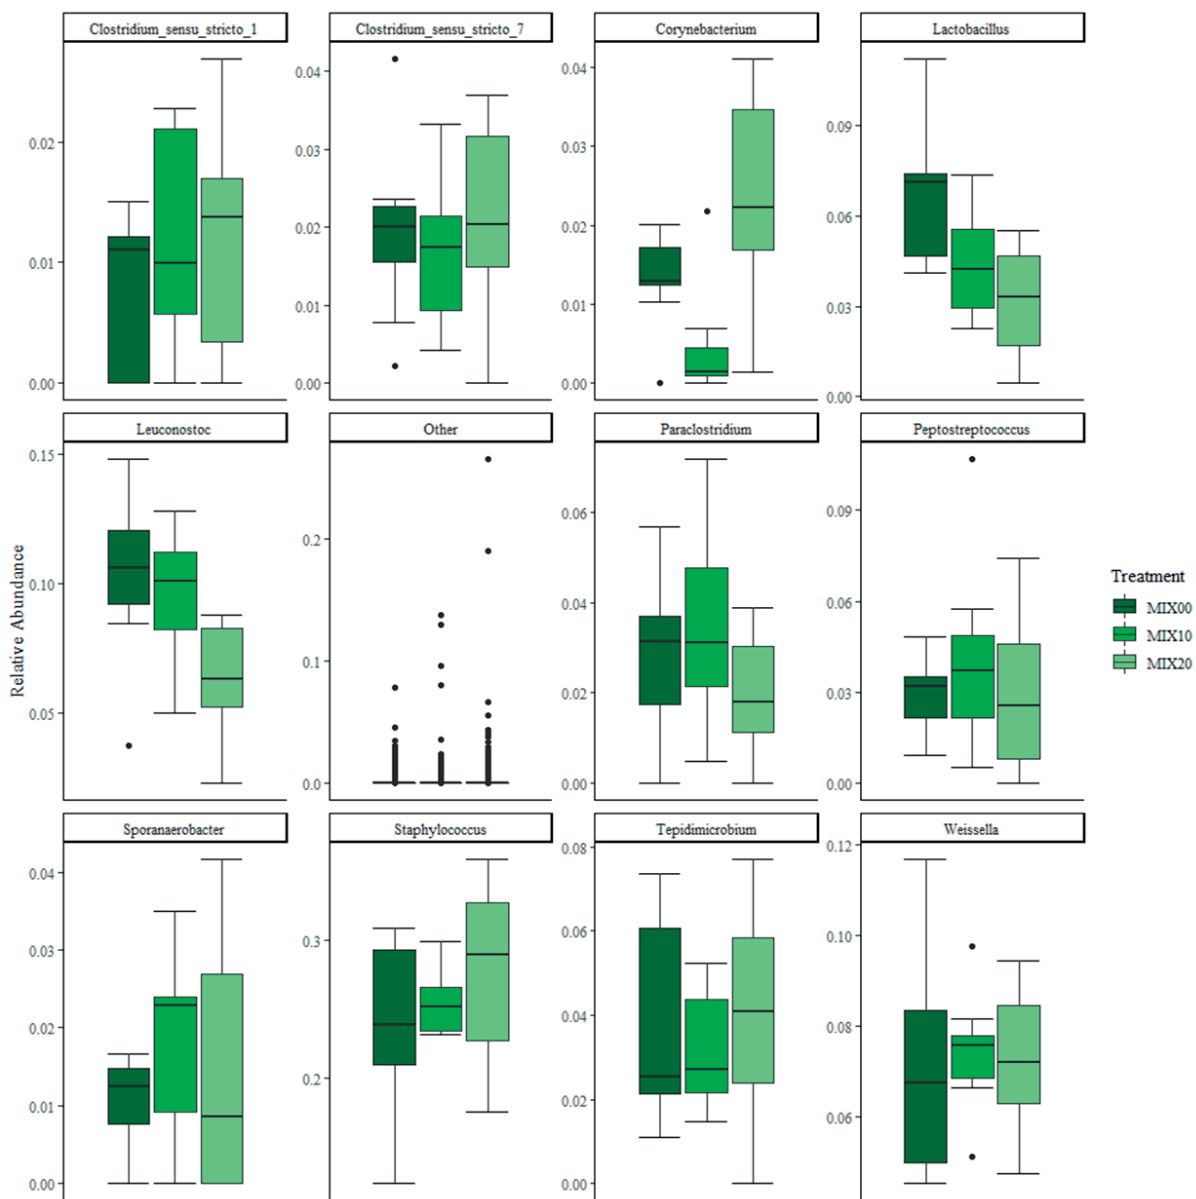 Clostridium_sensu_stricto_1
Clostridium_sensu_stricto_7
Corynebacterium
Lactobacillus
0.02
0.01
0.00
0.04
0.03
0.02
0.01
0.00
0.04
0.03
0.02
0.01
0.00
0.09
0.06
0.03
0.00
Leuconostoc
Other
Paraclostridium
Peptostreptococcus
Relative Abundance
0.15
0.10
0.05
0.2
0.1
0.0
0.06
0.04
0.02
0.00
0.09
0.06
0.03
0.00
Treatment
MIX00
MIX10
MIX20
Sporanaerobacter
Staphylococcus
Tepidimicrobium
Weissella
0.04
0.03
0.02
0.01
0.00
0.3
0.2
0.08
0.06
0.04
0.02
0.00
0.12
0.10
0.08
0.06